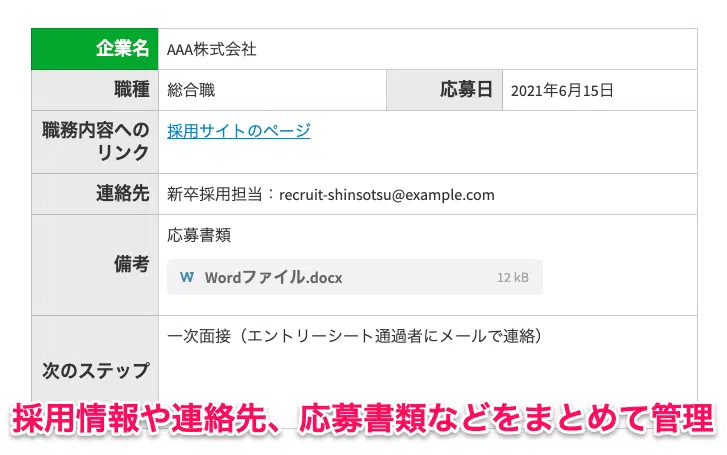 企業名 AAA株式会社
職種 総合職 応募日 2021年6月15日
職務内容への
リンク
採用サイトのページ
連絡先 新卒採用担当：recruit-shinsotsu@example.com
備考
応募書類
W Wordファイル.docx 12 kB
次のステップ
一次面接（エントリーシート通過者にメールで連絡）
採用情報や連絡先、応募書類などをまとめて管理